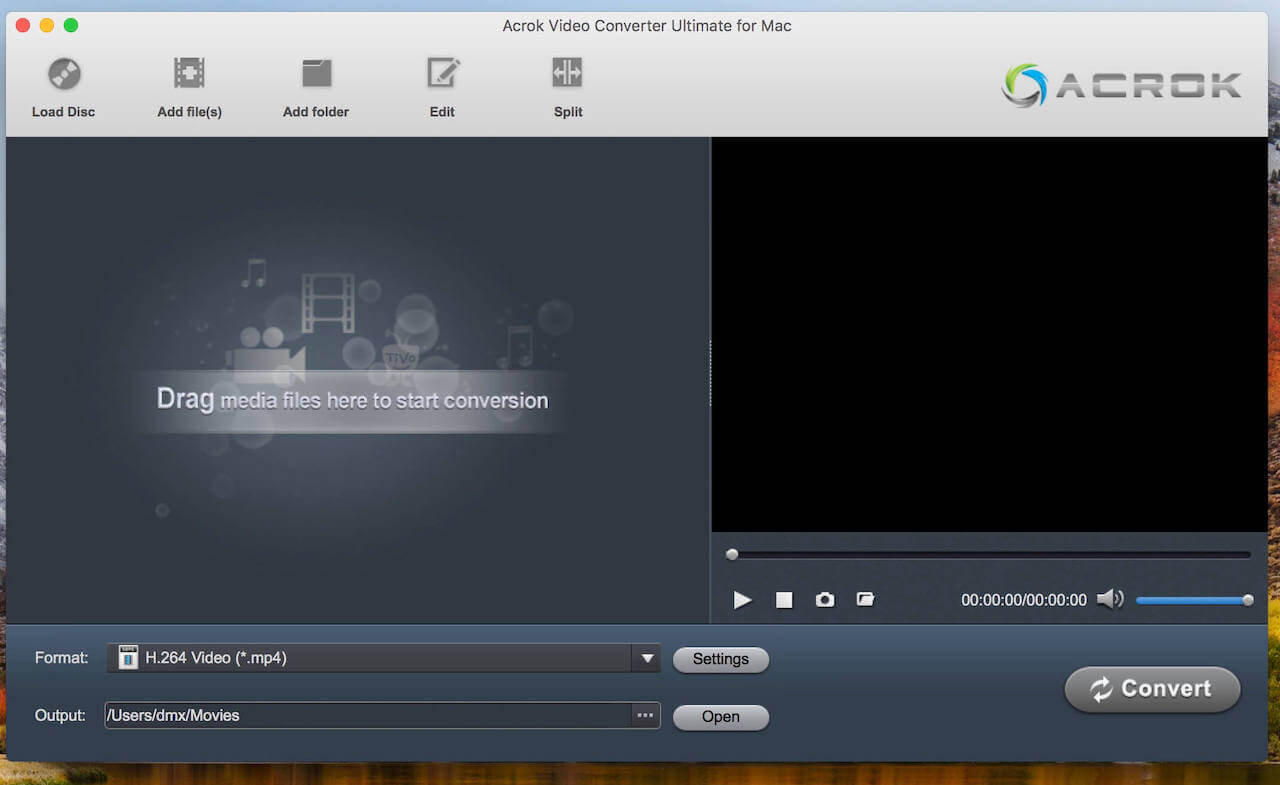 Acrok Video Converter Ultimate for Mac
Load Disc
Add file(s)
Add folder
Edit
Split
ACROK
TiVo
Drag media files here to start conversion
00:00:00/00:00:00
Format:
H.264 Video (*.mp4)
Settings
Output:
/Users/dmx/Movies
...
Open
Convert